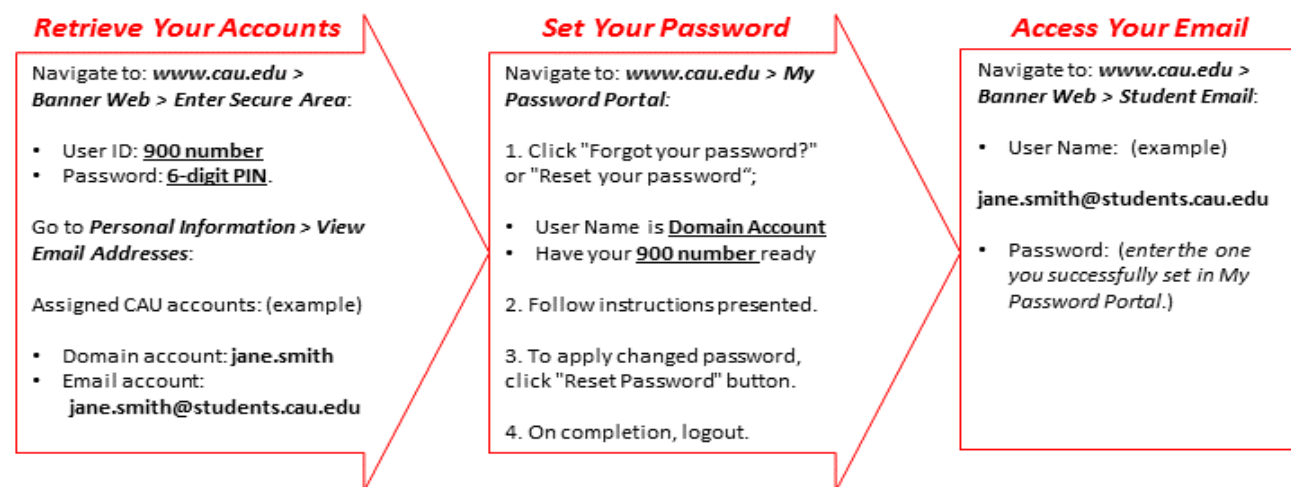 Retrieve Your Accounts
Navigate to: www.cau.edu >
Banner Web > Enter Secure Area:
• User ID: 900 number
• Password: 6-digit PIN.
Go to Personal Information > View
Email Addresses:
Assigned CAU accounts: (example)
• Domain account: jane.smith
• Email account:
jane.smith@students.cau.edu
Set Your Password
Navigate to: www.cau.edu > My
Password Portal:
1. Click "Forgot your password?"
or "Reset your password“;
• User Name is Domain Account
• Have your 900 number ready
2. Follow instructions presented.
3. To apply changed password,
click "Reset Password" button.
4. On completion, logout.
Access Your Email
Navigate to: www.cau.edu >
Banner Web > Student Email:
• User Name: (example)
jane.smith@students.cau.edu
• Password: (enter the one
you successfully set in My
Password Portal.)